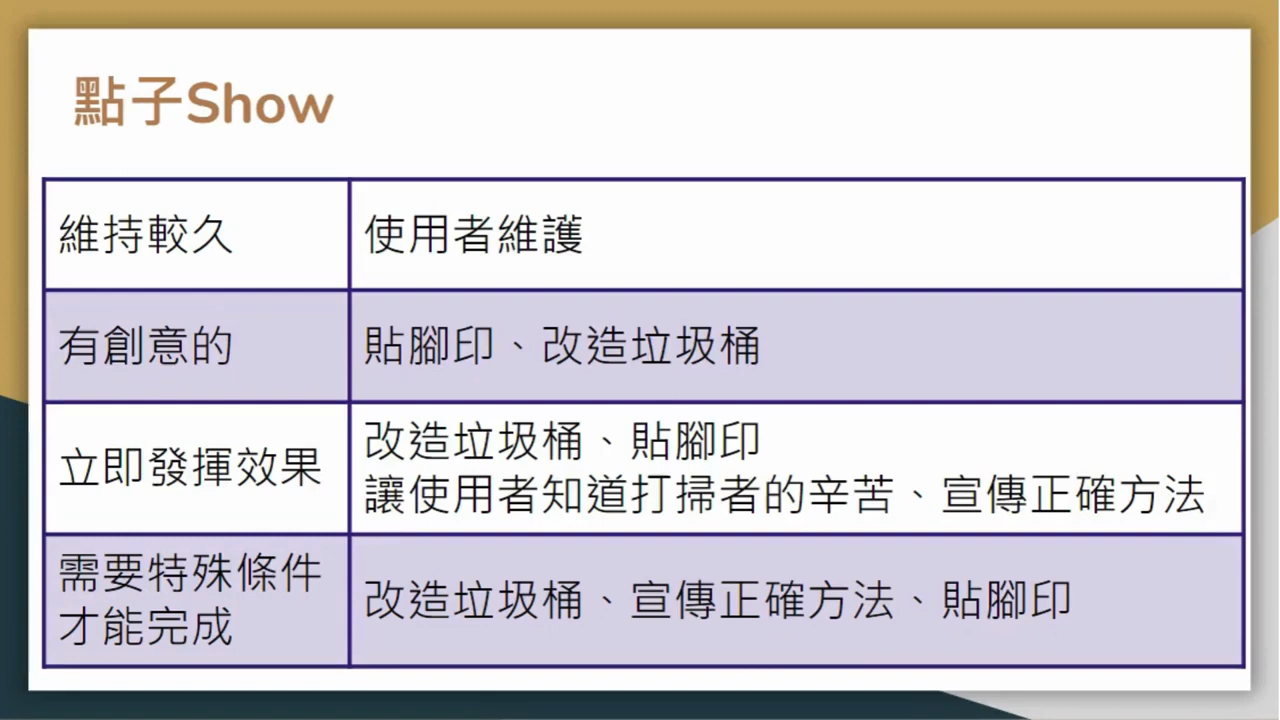 點子Show
維持較久
使用者維護
有創意的
貼腳印、改造垃圾桶
立即發揮效果
改造垃圾桶、貼腳印
讓使用者知道打掃者的辛苦、宣傳正確方法
需要特殊條件
才能完成
改造垃圾桶、宣傳正確方法、貼腳印